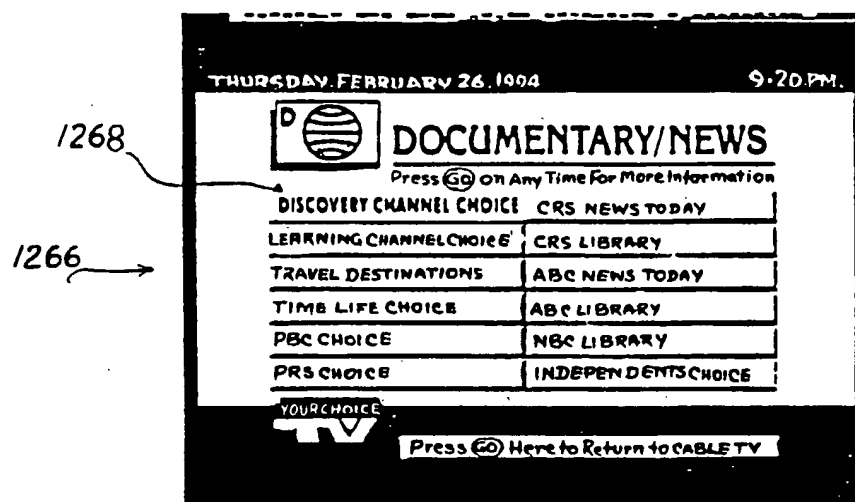 THURSDAY.FEBRUARY 26.1994 9.20.PM.
D
DOCUMENTARY/NEWS
1268
Press GO on Any Time For More Information
DISCOVERY CHANNEL CHOICE CRS NEWS TODAY
LEARNING CHANNEL CHOICE CRS LIBRARY
1266
TRAVEL DESTINATIONS ABC NEWS TODAY
TIME LIFE CHOICE ABC LIBRARY
PBC CHOICE NBC LIBRARY
PRS CHOICE INDEPENDENTS CHOICE
YOUR CHOICE
TV
Press GO Here to Return to CABLE TV